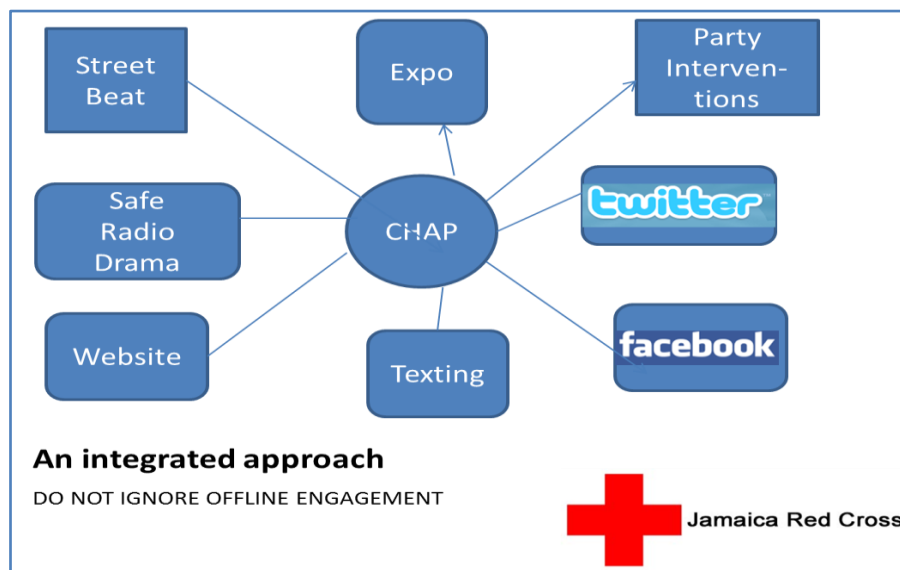 Street
Beat
Expo
Party
Interven-
tions
Safe
Radio
Drama
CHAP
twitter
Website
Texting
facebook
An integrated approach
DO NOT IGNORE OFFLINE ENGAGEMENT
Jamaica Red Cross